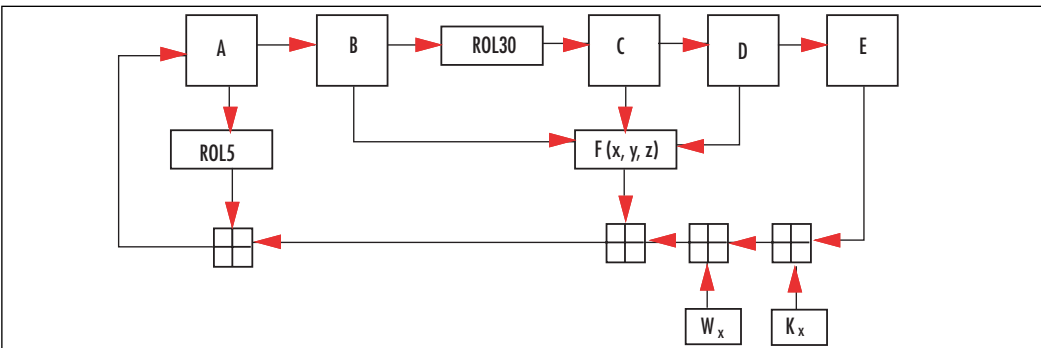 A
B
ROL30
C
D
E
ROL5
F (x, y, z)
W x
K x